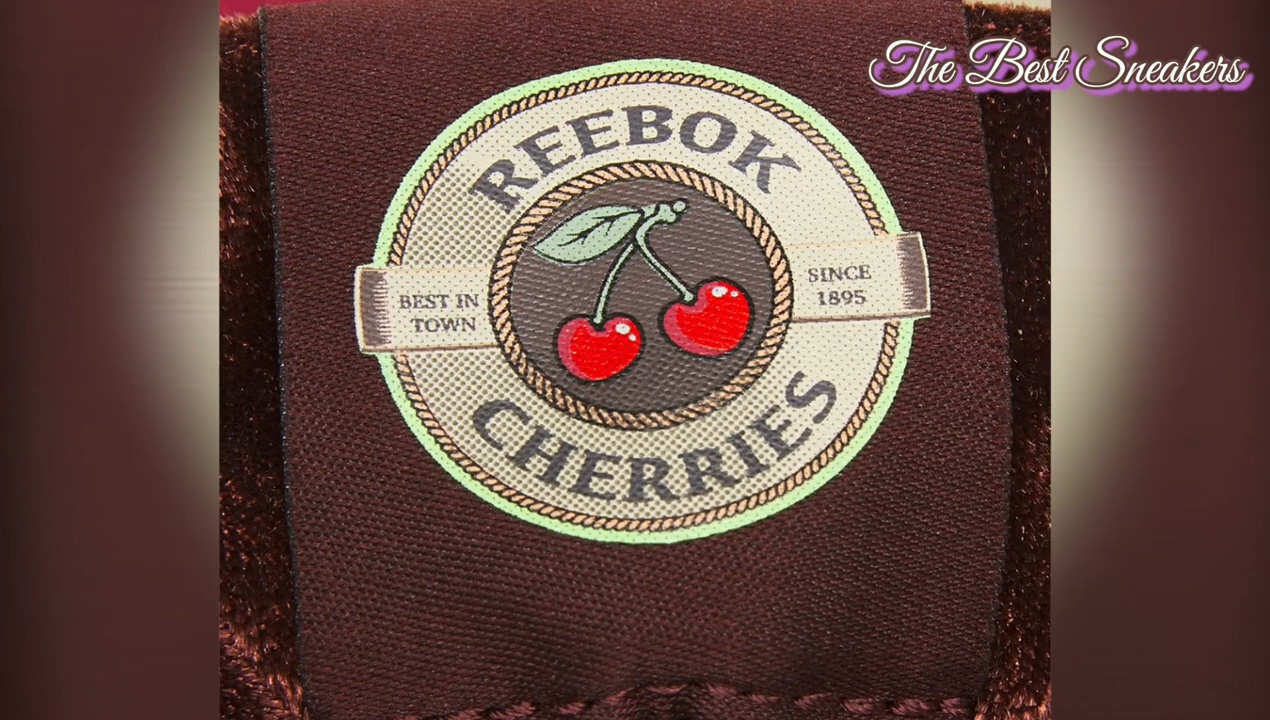 The Best Sneakers
REEBOK
BEST IN
TOWN
SINCE
1895
CHERRIES